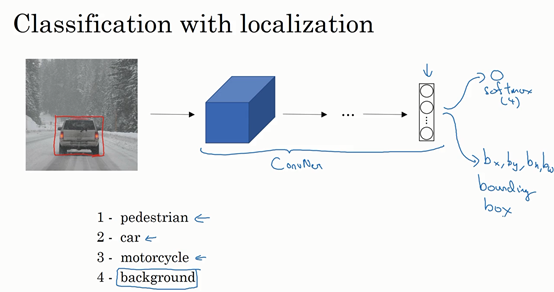 Classification with localization
softmax
(4)
...
ConvNet
bx, by, bh, bw
bounding
box
1 - pedestrian
2 - car
3 - motorcycle
4 - background